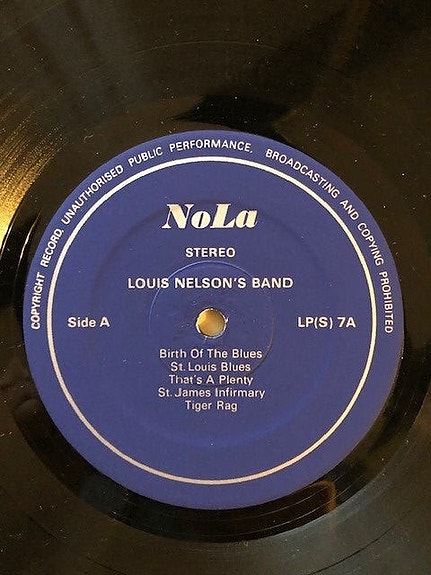 COPYRIGHT RECORD. UNAUTHORISED PUBLIC PERFORMANCE, BROADCASTING AND COPYING PROHIBITED
NoLa
STEREO
LOUIS NELSON'S BAND
Side A
LP(S) 7A
Birth Of The Blues
St. Louis Blues
That's A Plenty
St. James Infirmary
Tiger Rag